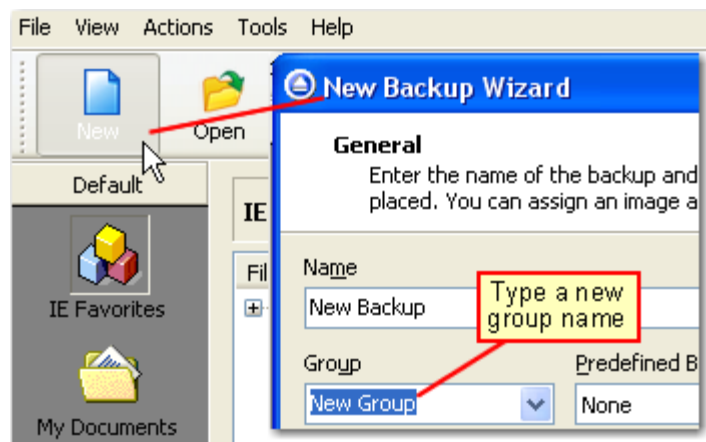 File View Actions Tools Help
New
Open
Default
IE Favorites
My Documents
IE
Fil
New Backup Wizard
General
Enter the name of the backup and
placed. You can assign an image a
Name
New Backup
Type a new
group name
Group
New Group
Predefined B
None